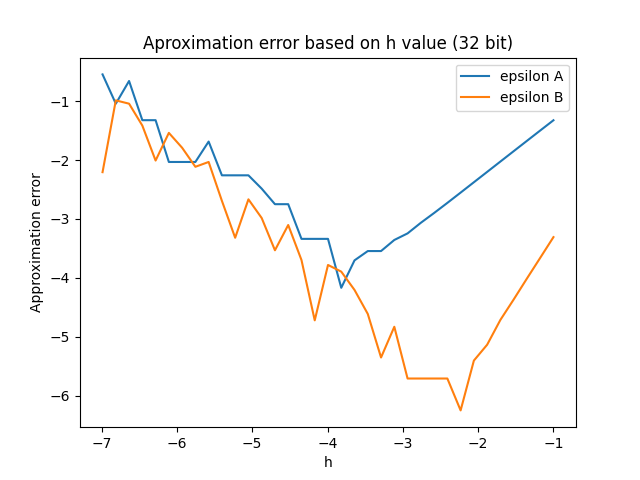 Aproximation error based on h value (32 bit)
epsilon A
epsilon B
Approximation error
−1
−2
−3
−4
−5
−6
−7
−6
−5
−4
−3
−2
−1
h